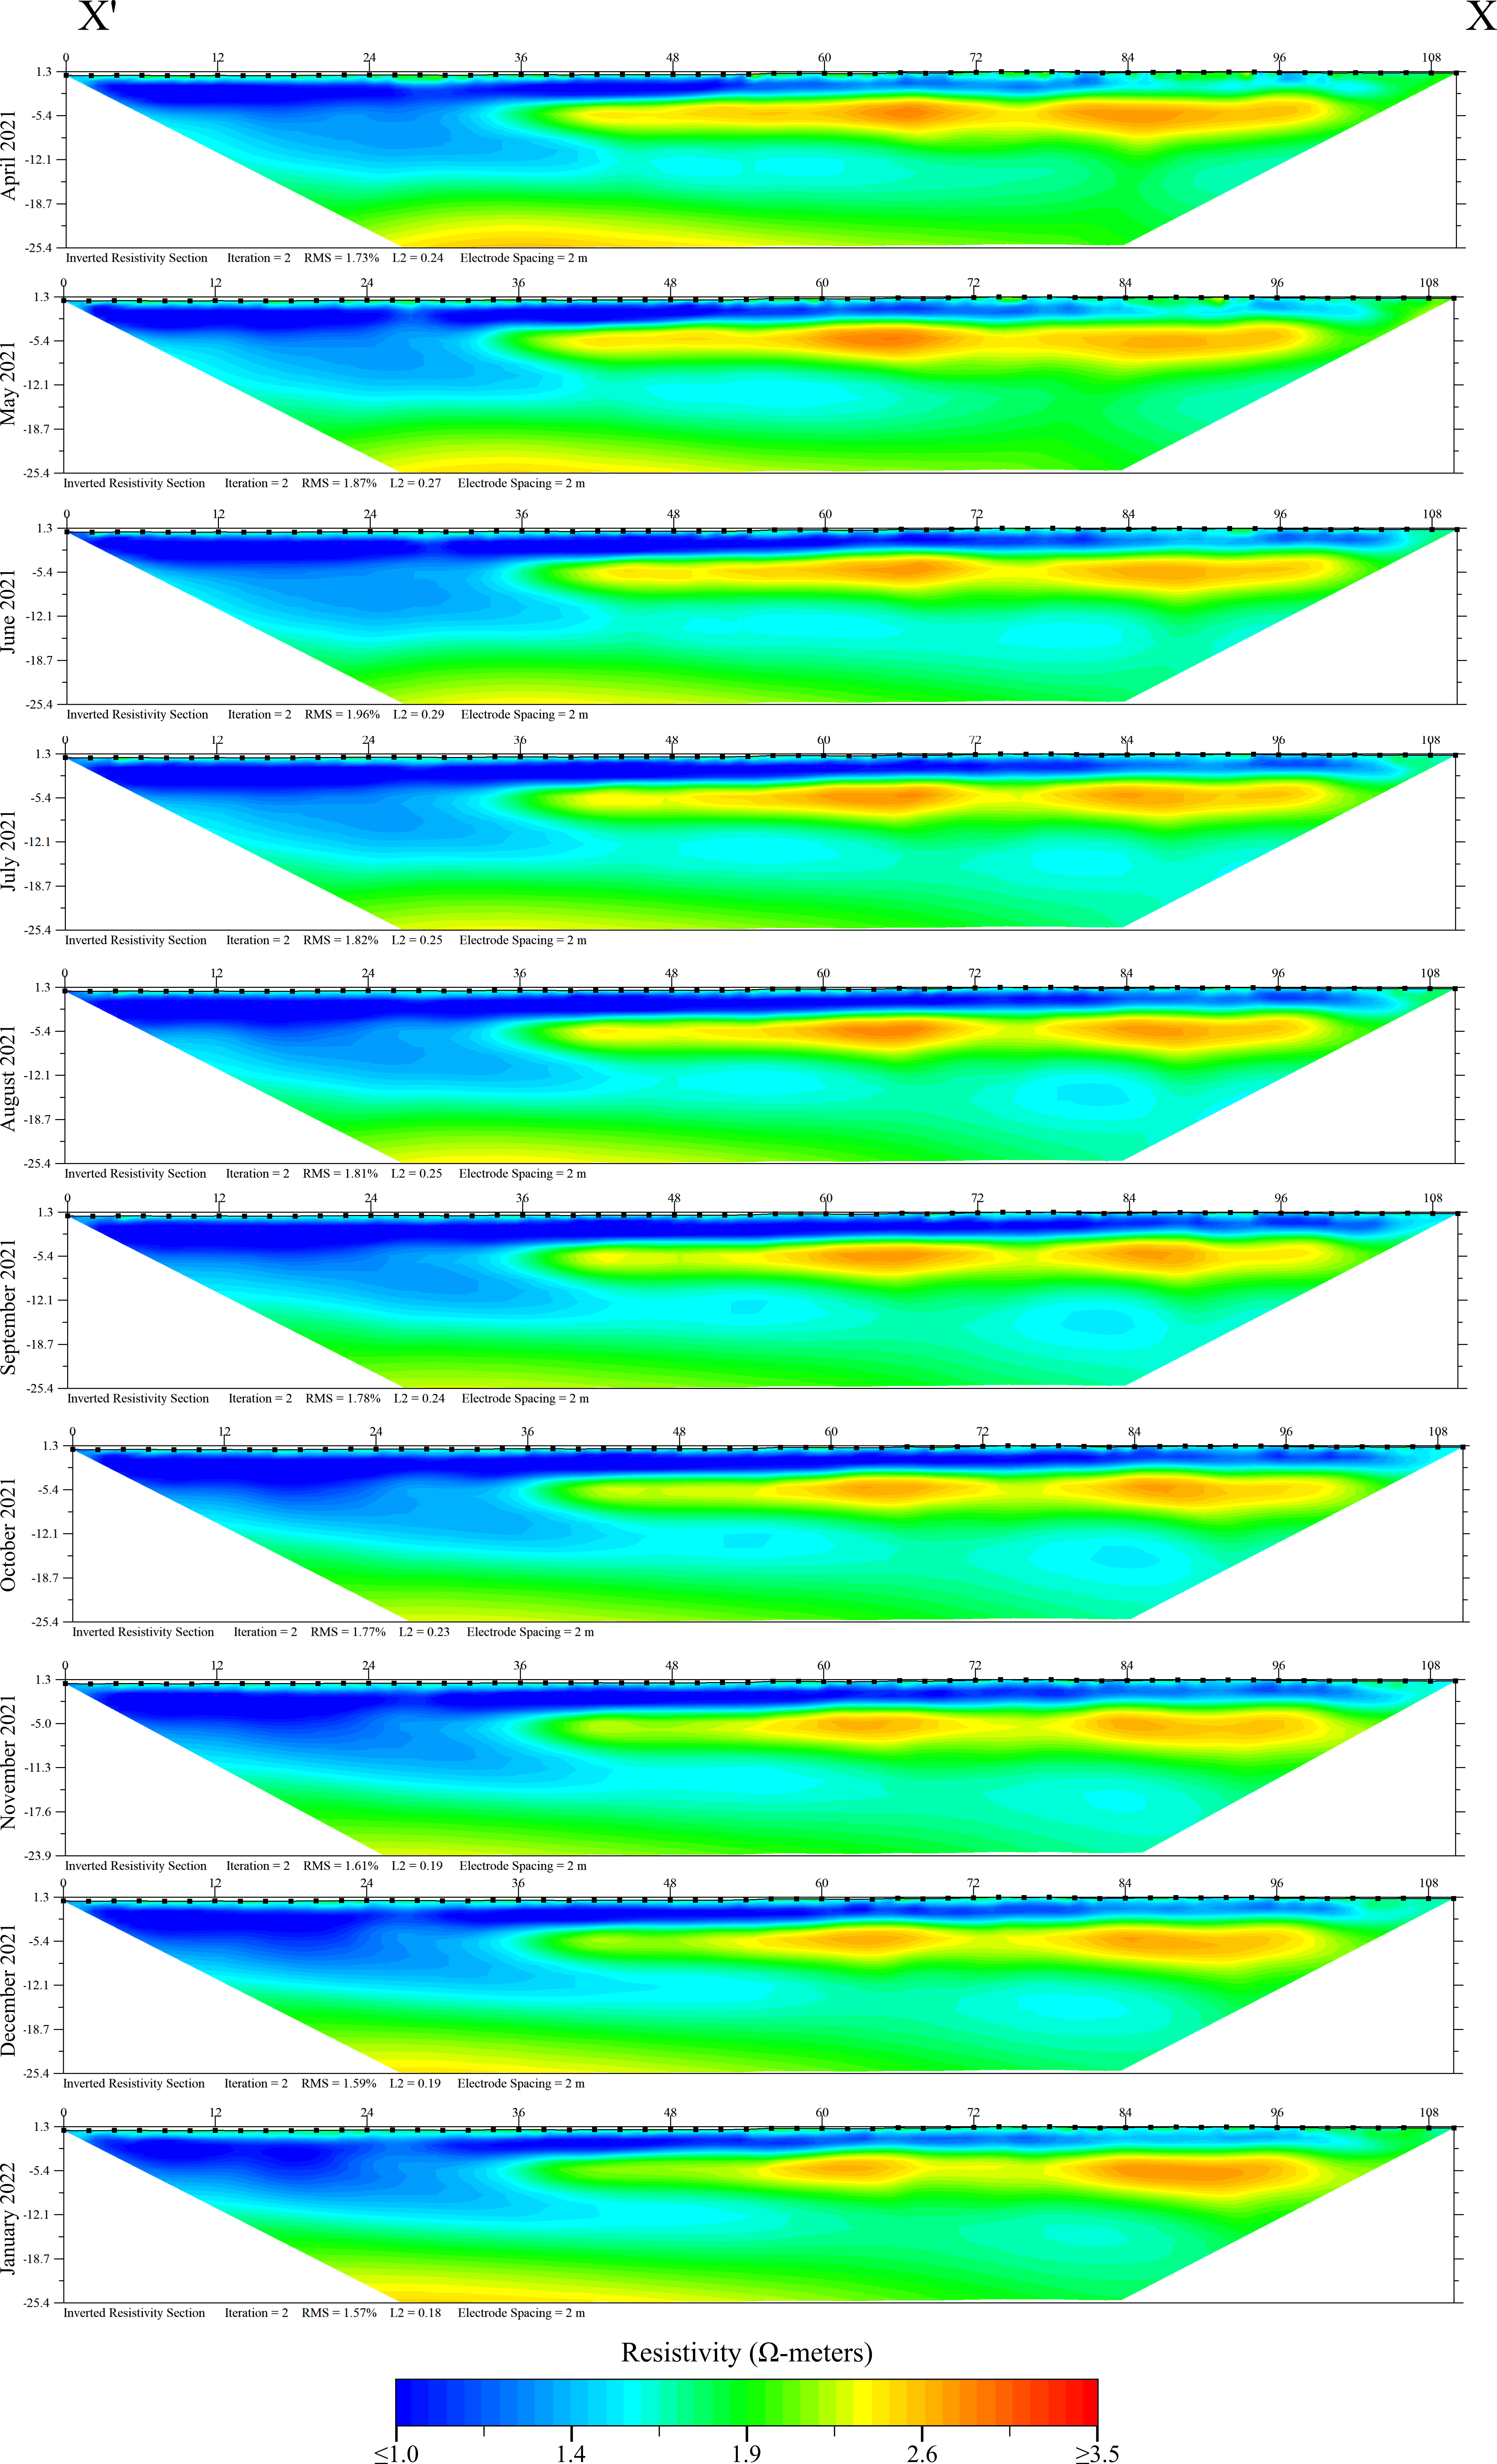 X' X
0 12 24 36 48 60 72 84 96 108
April 2021
1.3
-5.4
-12.1
-18.7
-25.4
Inverted Resistivity Section Iteration = 2 RMS = 1.73% L2 = 0.24 Electrode Spacing = 2 m
0 12 24 36 48 60 72 84 96 108
May 2021
1.3
-5.4
-12.1
-18.7
-25.4
Inverted Resistivity Section Iteration = 2 RMS = 1.87% L2 = 0.27 Electrode Spacing = 2 m
0 12 24 36 48 60 72 84 96 108
June 2021
1.3
-5.4
-12.1
-18.7
-25.4
Inverted Resistivity Section Iteration = 2 RMS = 1.96% L2 = 0.29 Electrode Spacing = 2 m
0 12 24 36 48 60 72 84 96 108
July 2021
1.3
-5.4
-12.1
-18.7
-25.4
Inverted Resistivity Section Iteration = 2 RMS = 1.82% L2 = 0.25 Electrode Spacing = 2 m
0 12 24 36 48 60 72 84 96 108
August 2021
1.3
-5.4
-12.1
-18.7
-25.4
Inverted Resistivity Section Iteration = 2 RMS = 1.81% L2 = 0.25 Electrode Spacing = 2 m
0 12 24 36 48 60 72 84 96 108
September 2021
1.3
-5.4
-12.1
-18.7
-25.4
Inverted Resistivity Section Iteration = 2 RMS = 1.78% L2 = 0.24 Electrode Spacing = 2 m
0 12 24 36 48 60 72 84 96 108
October 2021
1.3
-5.4
-12.1
-18.7
-25.4
Inverted Resistivity Section Iteration = 2 RMS = 1.77% L2 = 0.23 Electrode Spacing = 2 m
0 12 24 36 48 60 72 84 96 108
November 2021
1.3
-5.0
-11.3
-17.6
-23.9
Inverted Resistivity Section Iteration = 2 RMS = 1.61% L2 = 0.19 Electrode Spacing = 2 m
0 12 24 36 48 60 72 84 96 108
December 2021
1.3
-5.4
-12.1
-18.7
-25.4
Inverted Resistivity Section Iteration = 2 RMS = 1.59% L2 = 0.19 Electrode Spacing = 2 m
0 12 24 36 48 60 72 84 96 108
January 2022
1.3
-5.4
-12.1
-18.7
-25.4
Inverted Resistivity Section Iteration = 2 RMS = 1.57% L2 = 0.18 Electrode Spacing = 2 m
Resistivity (Ω-meters)
≤1.0 1.4 1.9 2.6 ≥3.5